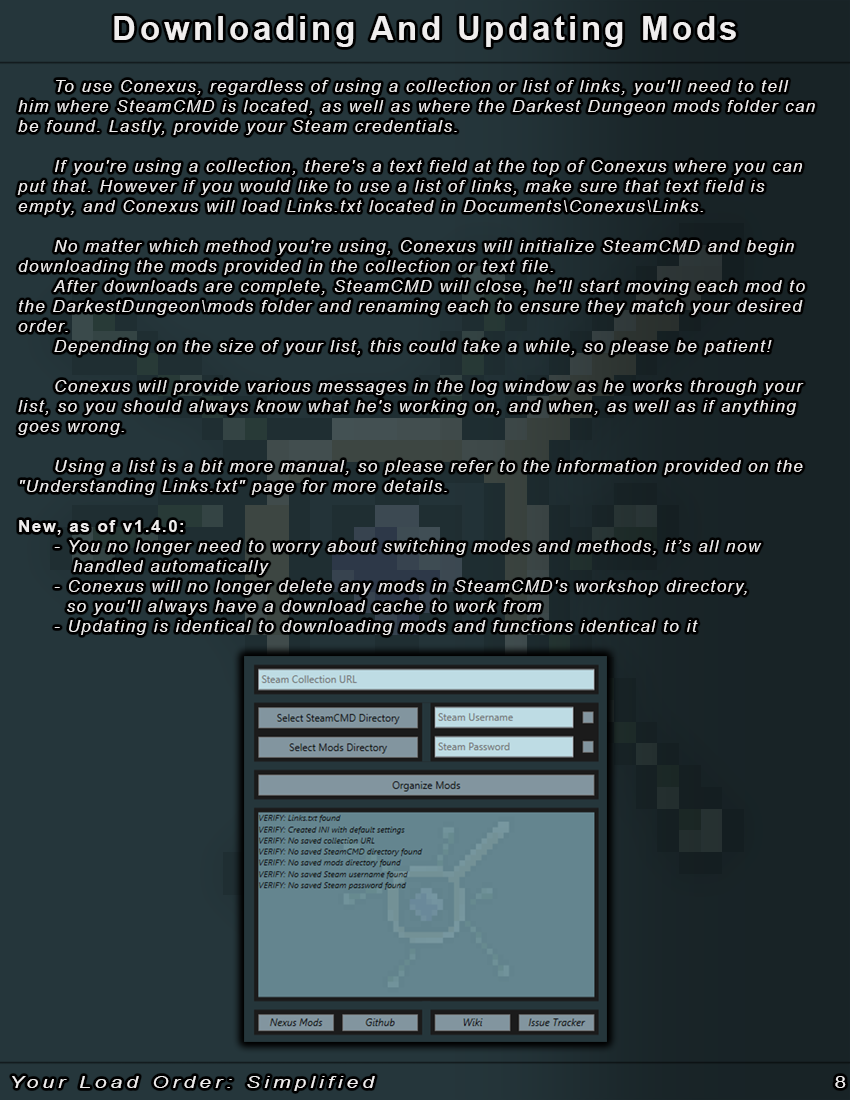 Downloading And Updating Mods
To use Conexus, regardless of using a collection or list of links, you'll need to tell
him where SteamCMD is located, as well as where the Darkest Dungeon mods folder can
be found. Lastly, provide your Steam credentials.
If you're using a collection, there's a text field at the top of Conexus where you can
put that. However if you would like to use a list of links, make sure that text field is
empty, and Conexus will load Links.txt located in Documents\Conexus\Links.
No matter which method you're using, Conexus will initialize SteamCMD and begin
downloading the mods provided in the collection or text file.
After downloads are complete, SteamCMD will close, he'll start moving each mod to
the DarkestDungeon\mods folder and renaming each to ensure they match your desired
order.
Depending on the size of your list, this could take a while, so please be patient!
Conexus will provide various messages in the log window as he works through your
list, so you should always know what he's working on, and when, as well as if anything
goes wrong.
Using a list is a bit more manual, so please refer to the information provided on the
"Understanding Links.txt" page for more details.
New, as of v1.4.0:
- You no longer need to worry about switching modes and methods, it’s all now
handled automatically
- Conexus will no longer delete any mods in SteamCMD's workshop directory,
so you'll always have a download cache to work from
- Updating is identical to downloading mods and functions identical to it
Steam Collection URL
Select SteamCMD Directory
Steam Username
Select Mods Directory
Steam Password
Organize Mods
VERIFY: Links.txt found
VERIFY: Created INI with default settings
VERIFY: No saved collection URL
VERIFY: No saved SteamCMD directory found
VERIFY: No saved mods directory found
VERIFY: No saved Steam username found
VERIFY: No saved Steam password found
Nexus Mods
Github
Wiki
Issue Tracker
Your Load Order: Simplified
8